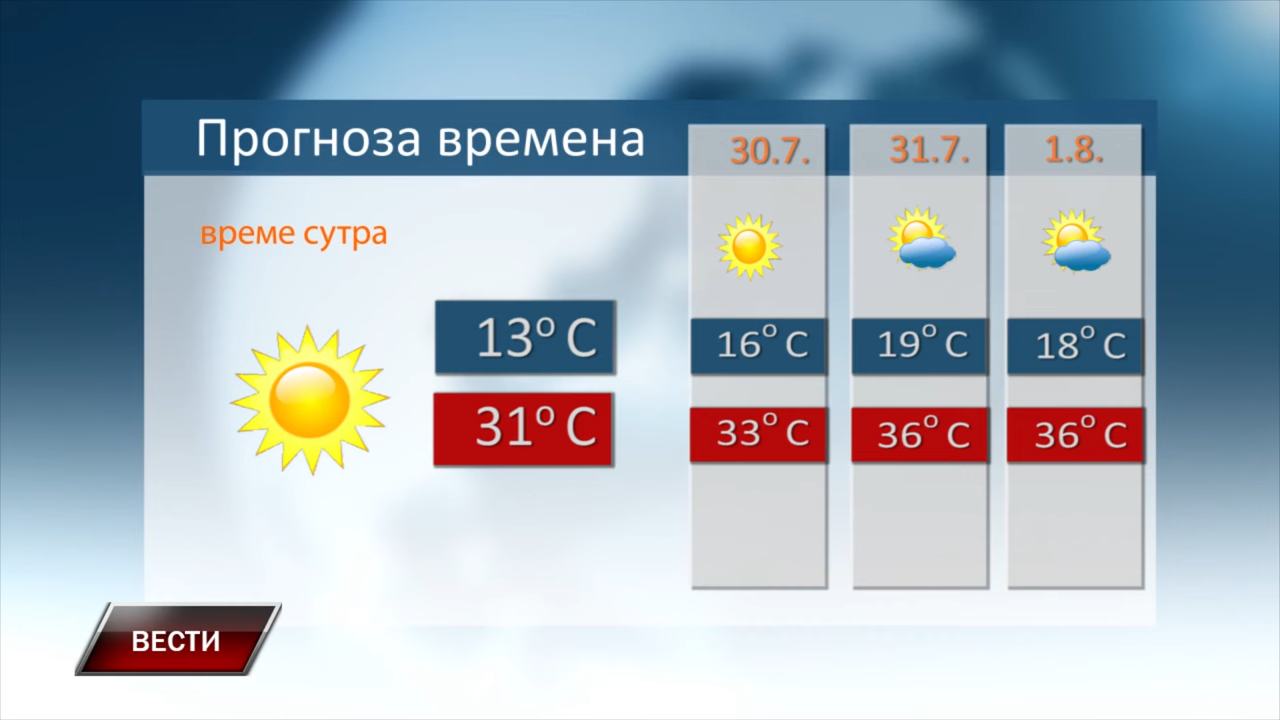 Прогноза времена
време сутра
13° C
31° C
30.7.
16° C
33° C
31.7.
19° C
36° C
1.8.
18° C
36° C
ВЕСТИ